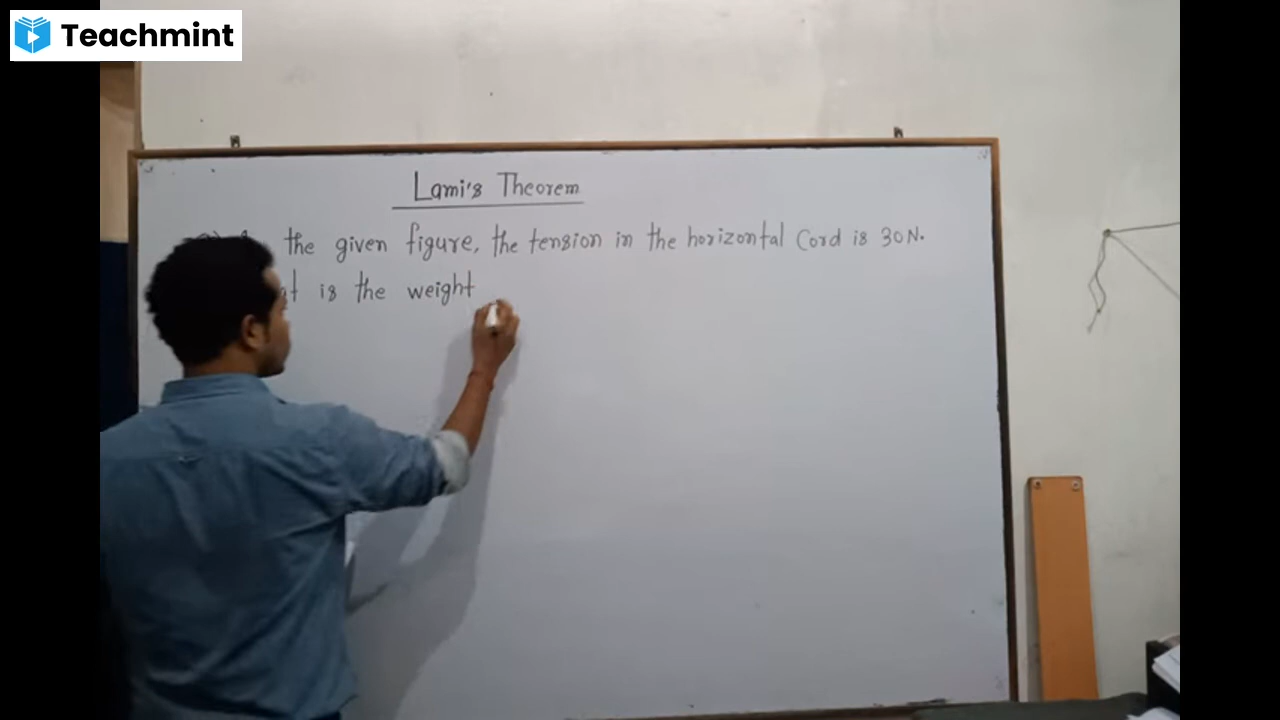 Teachmint
Lami's Theorem
the given figure, the tension in the horizontal Cord is 30N.
is the weight